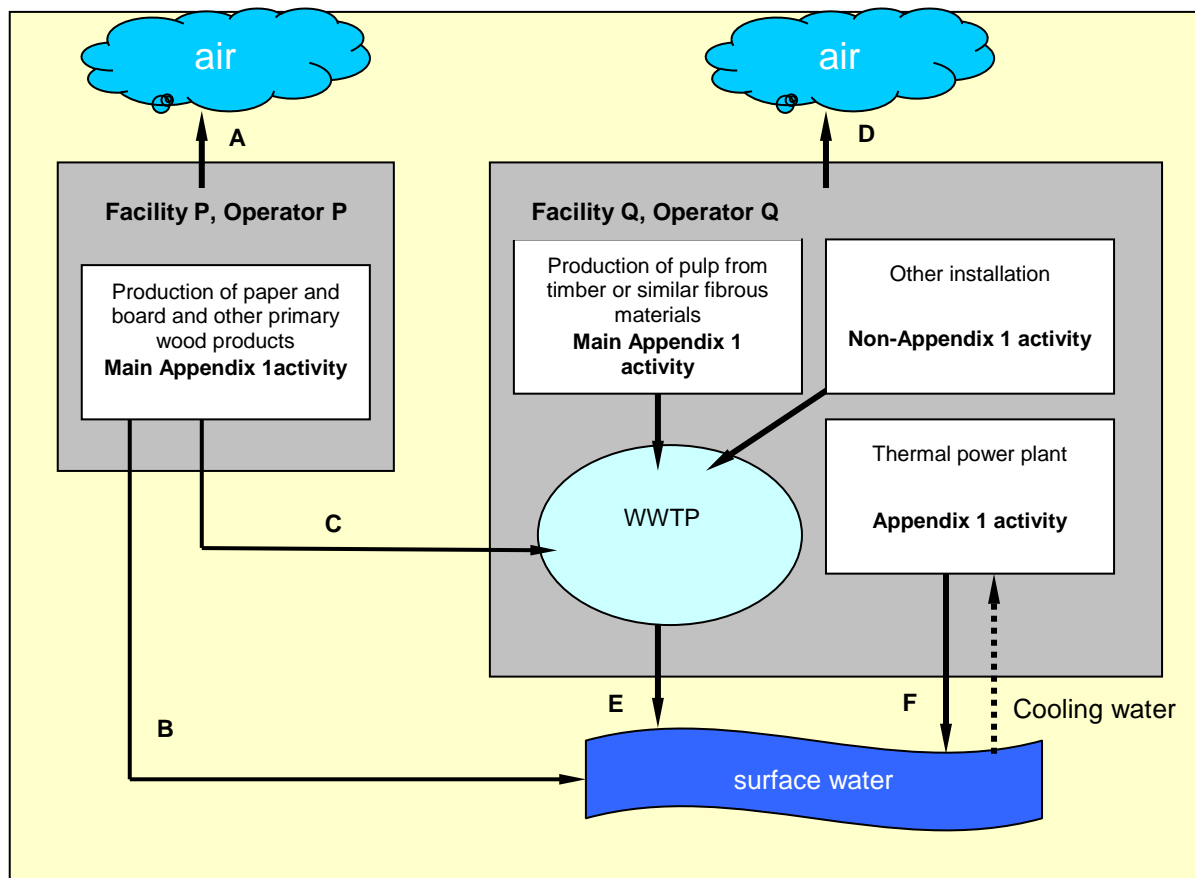 air
air
A
D
Facility P, Operator P
Production of paper and
board and other primary
wood products
Main Appendix 1activity
Facility Q, Operator Q
Production of pulp from
timber or similar fibrous
materials
Main Appendix 1
activity
Other installation
Non-Appendix 1 activity
Thermal power plant
Appendix 1 activity
WWTP
C
B
E
F
Cooling water
surface water